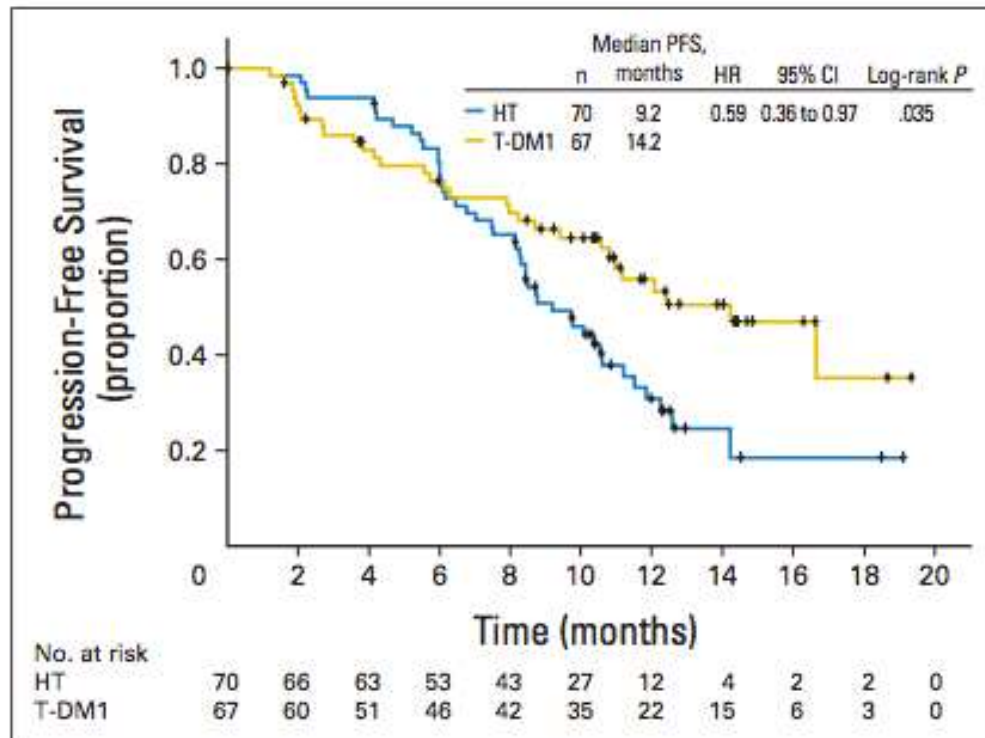 Median PFS,
n months HR 95% CI Log-rank P
HT 70 9.2 0.59 0.36 to 0.97 .035
T-DM1 67 14.2
Progression-Free Survival
(proportion)
1.0
0.8
0.6
0.4
0.2
0 2 4 6 8 10 12 14 16 18 20
Time (months)
No. at risk
HT 70 66 63 53 43 27 12 4 2 2 0
T-DM1 67 60 51 46 42 35 22 15 6 3 0